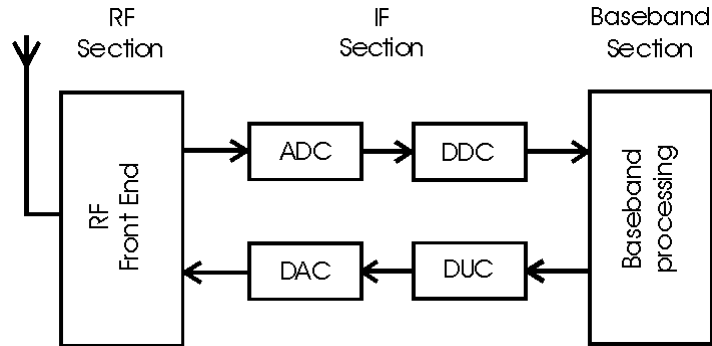 RF
Section
IF
Section
Baseband
Section
RF
Front End
ADC
DDC
DAC
DUC
Baseband
processing